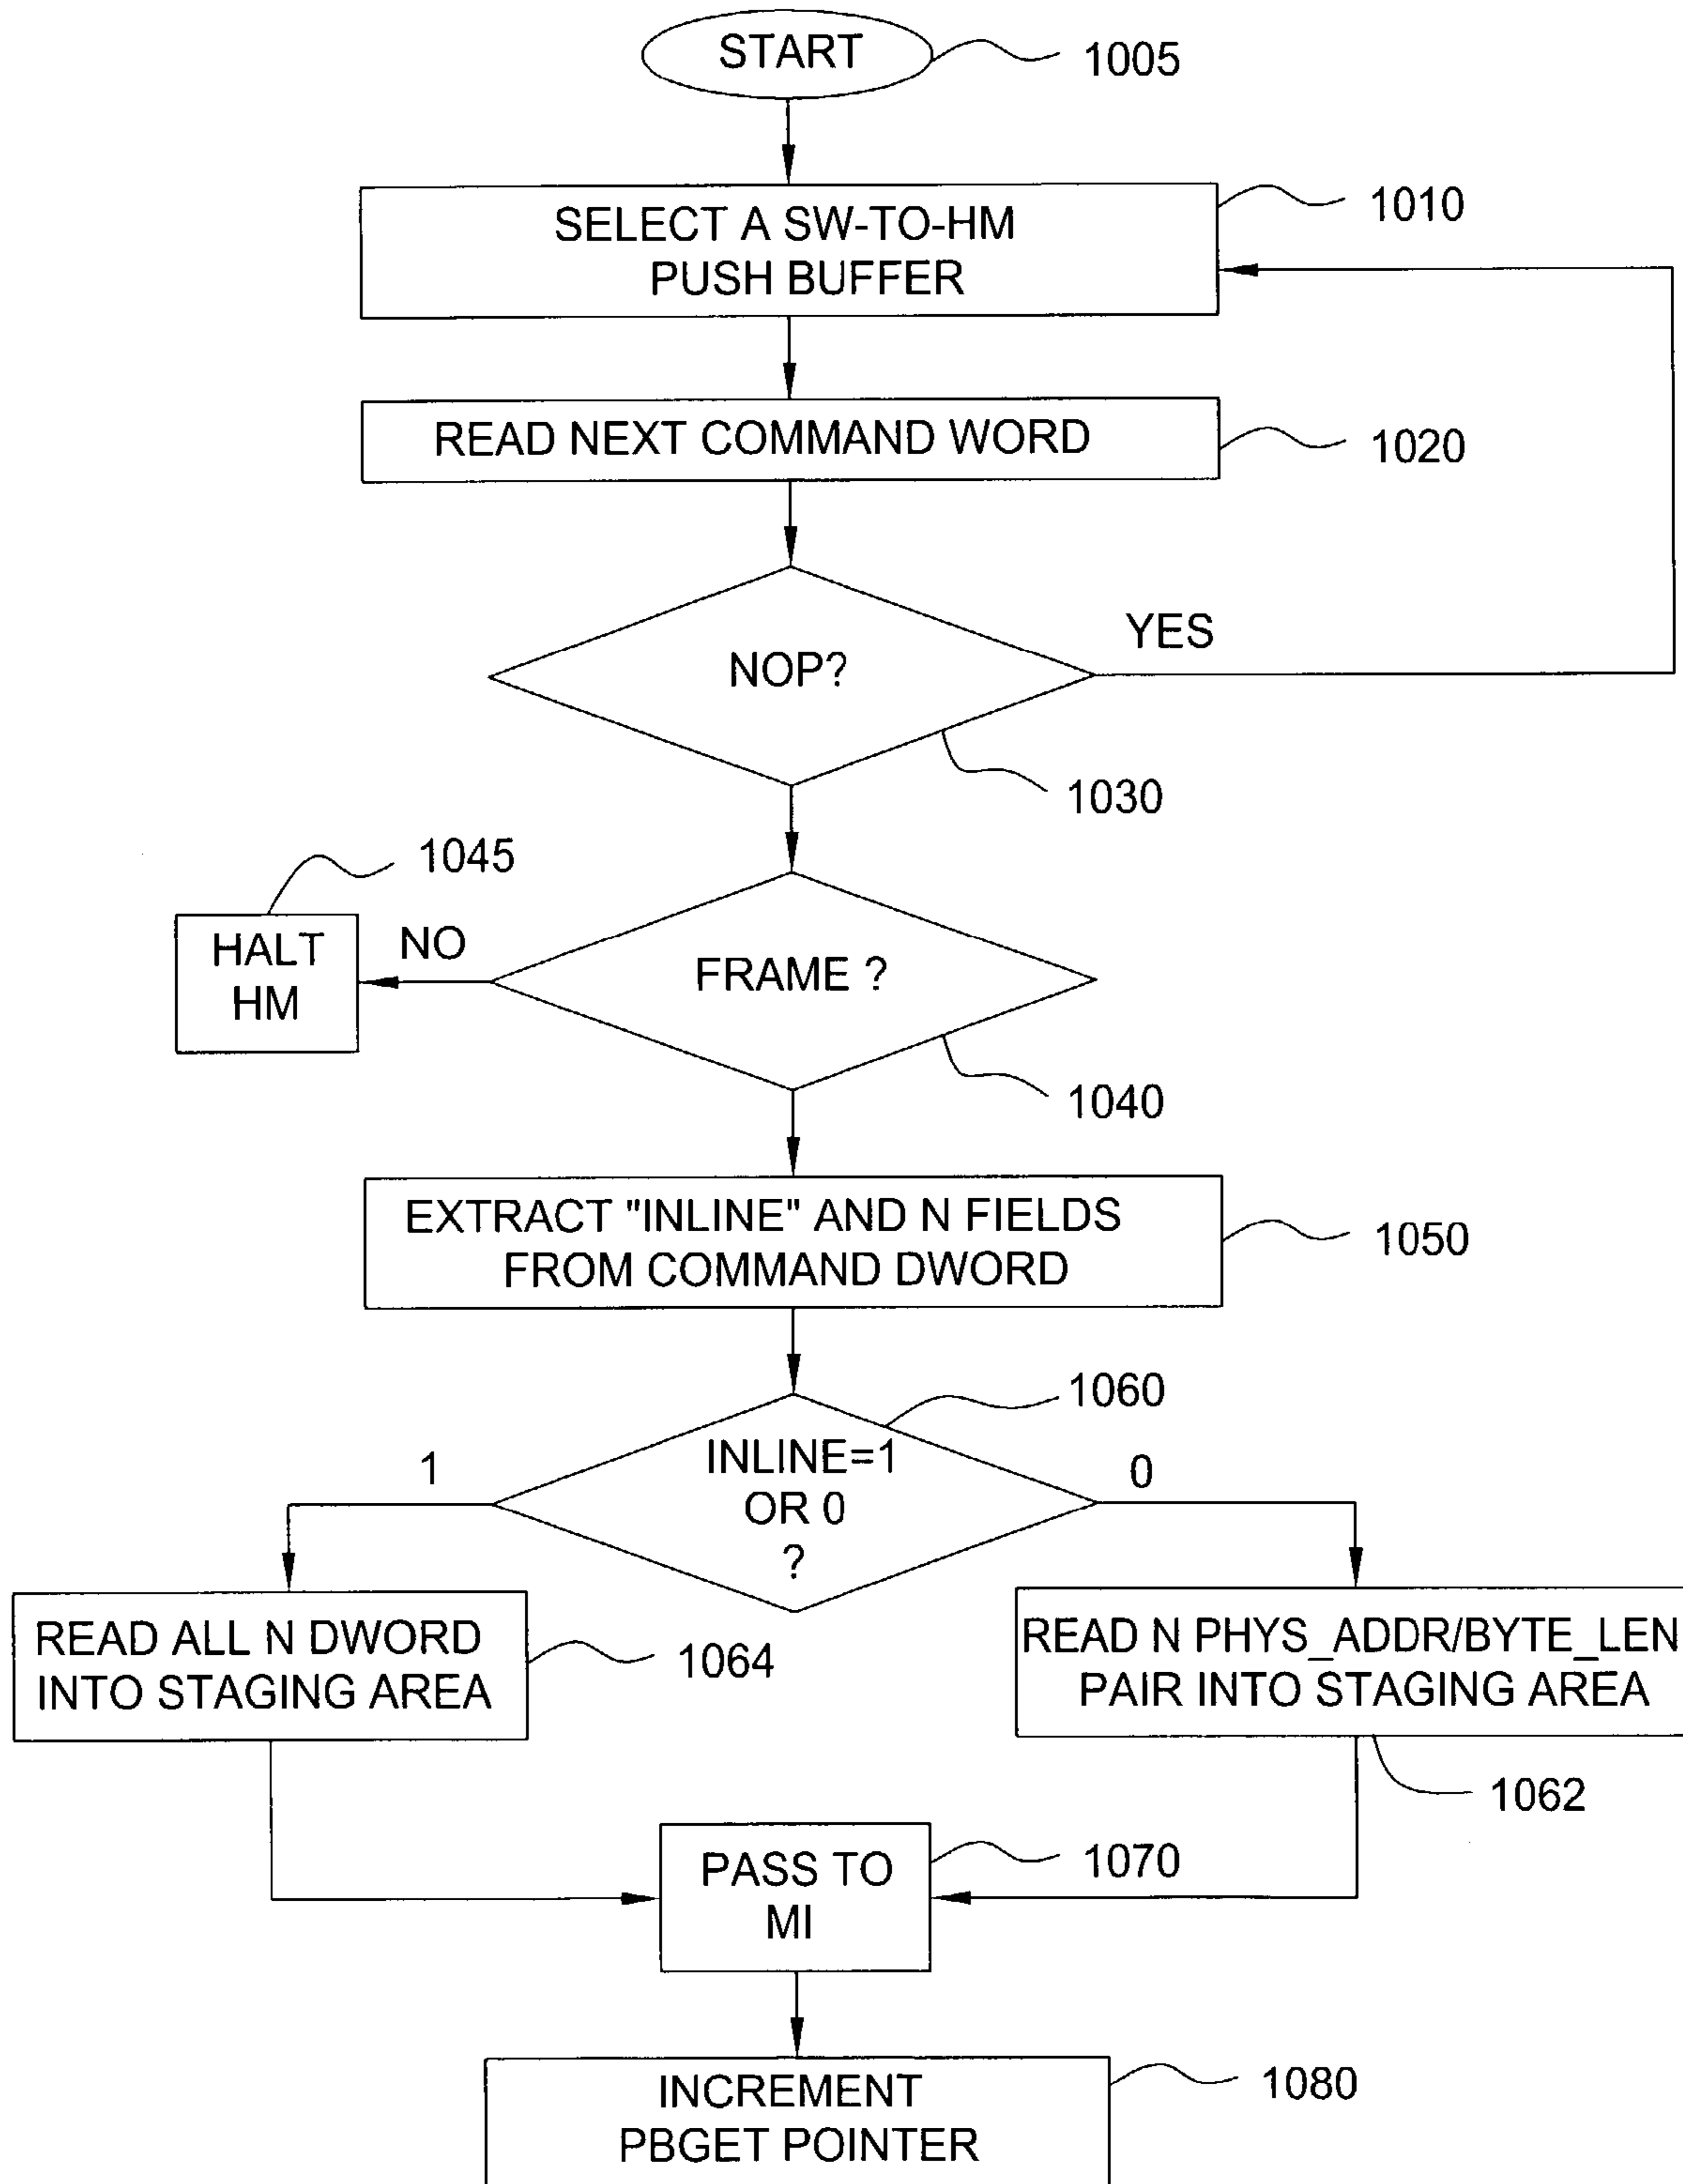 START
1005
1010
SELECT A SW-TO-HM
PUSH BUFFER
READ NEXT COMMAND WORD
1020
YES
NOP?
1030
1045
HALT
HM
NO
FRAME ?
1040
EXTRACT "INLINE" AND N FIELDS
FROM COMMAND DWORD
1050
1060
INLINE=1
OR 0
?
1
0
READ ALL N DWORD
INTO STAGING AREA
1064
READ N PHYS_ADDR/BYTE_LEN
PAIR INTO STAGING AREA
1062
PASS TO
MI
1070
INCREMENT
PBGET POINTER
1080